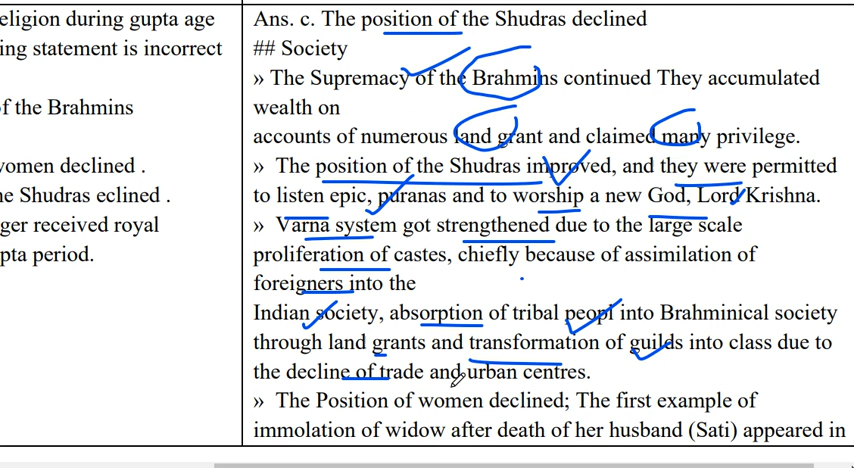 eligion during gupta age
ing statement is incorrect
of the Brahmins
women declined .
he Shudras eclined .
ger received royal
pta period.
Ans. c. The position of the Shudras declined
## Society
» The Supremacy of the Brahmins continued They accumulated
wealth on
accounts of numerous land grant and claimed many privilege.
» The position of the Shudras improved, and they were permitted
to listen epic, puranas and to worship a new God, Lord Krishna.
» Varna system got strengthened due to the large scale
proliferation of castes, chiefly because of assimilation of
foreigners into the
Indian society, absorption of tribal peopl into Brahminical society
through land grants and transformation of guilds into class due to
the decline of trade and urban centres.
» The Position of women declined; The first example of
immolation of widow after death of her husband (Sati) appeared in